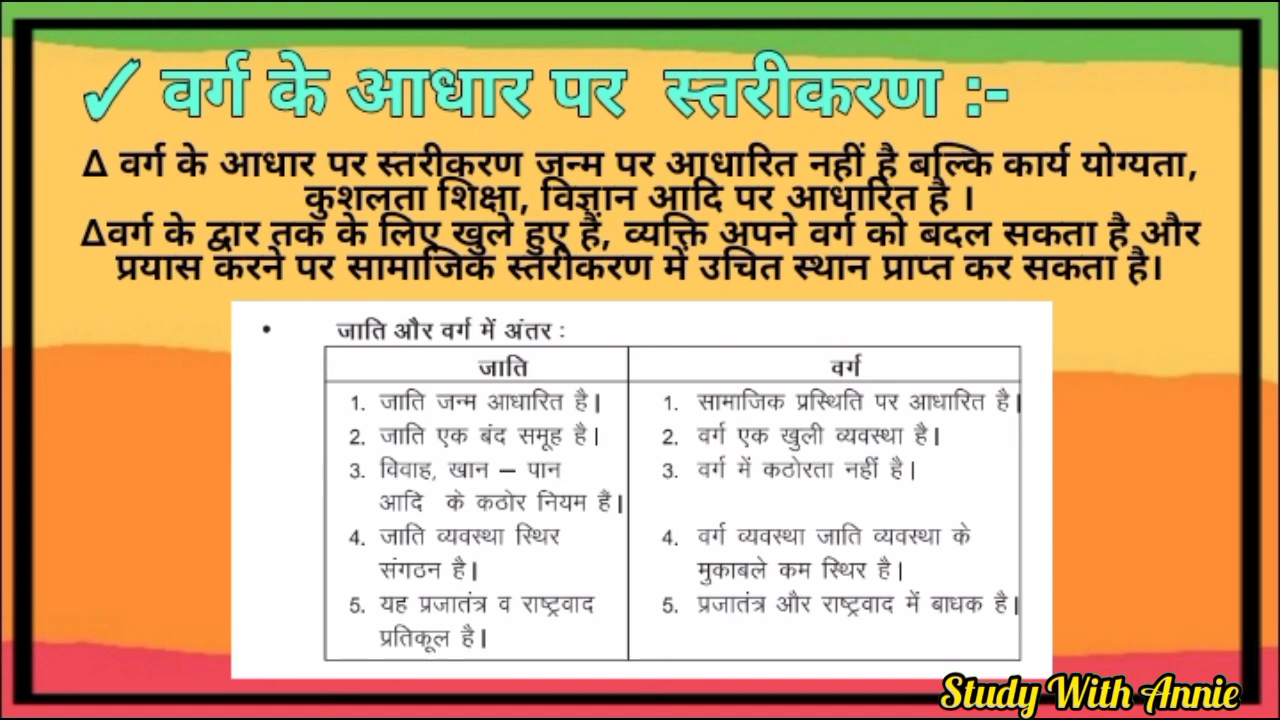 ✓ वर्ग के आधार पर स्तरीकरण :-
Δ वर्ग के आधार पर स्तरीकरण जन्म पर आधारित नहीं है बल्कि कार्य योग्यता,
कुशलता शिक्षा, विज्ञान आदि पर आधारित है ।
Δवर्ग के द्वार तक के लिए खुले हुए हैं, व्यक्ति अपने वर्ग को बदल सकता है और
प्रयास करने पर सामाजिक स्तरीकरण में उचित स्थान प्राप्त कर सकता है।
• जाति और वर्ग में अंतर :
जाति
1. जाति जन्म आधारित है|
2. जाति एक बंद समूह है|
3. विवाह, खान – पान
आदि के कठोर नियम हैं|
4. जाति व्यवस्था स्थिर
संगठन है|
5. यह प्रजातंत्र व राष्ट्रवाद
प्रतिकूल है|
वर्ग
1. सामाजिक प्रस्थिति पर आधारित है|
2. वर्ग एक खुली व्यवस्था है|
3. वर्ग में कठोरता नहीं है|
4. वर्ग व्यवस्था जाति व्यवस्था के
मुकाबले कम स्थिर है|
5. प्रजातंत्र और राष्ट्रवाद में बाधक है|
Study With Annie